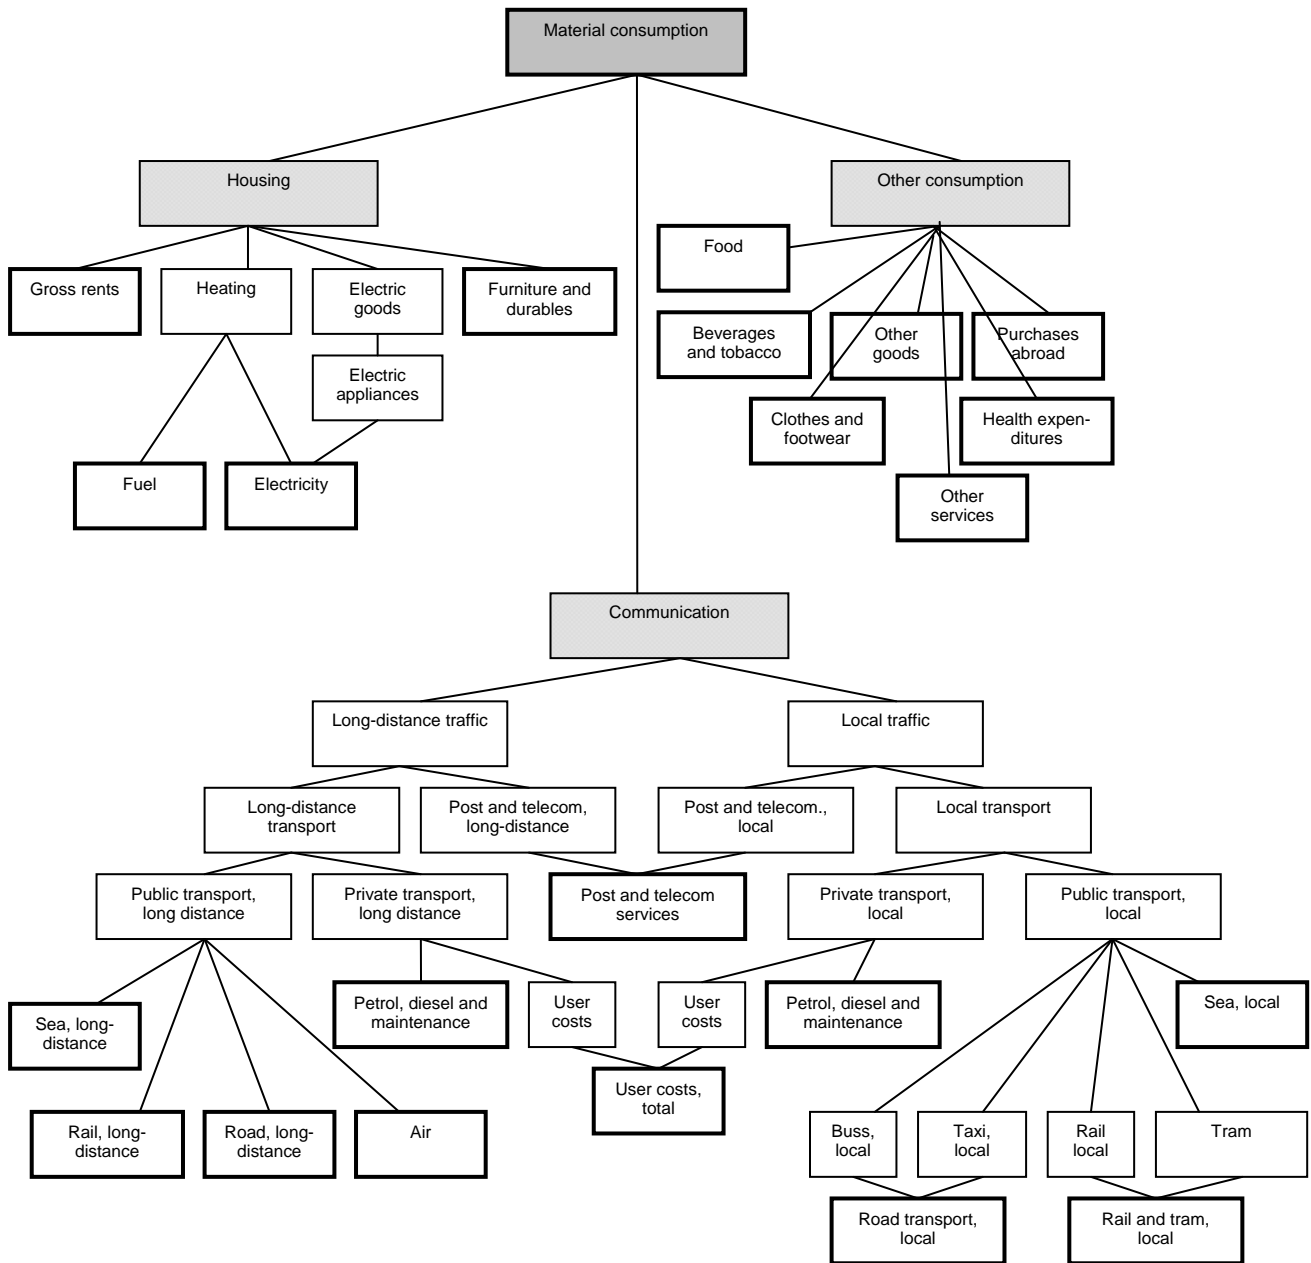 Material consumption
Housing
Other consumption
Food
Gross rents
Heating
Electric
goods
Furniture and
durables
Beverages
and tobacco
Other
goods
Purchases
abroad
Electric
appliances
Clothes and
footwear
Health expen-
ditures
Fuel
Electricity
Other
services
Communication
Long-distance traffic
Local traffic
Long-distance
transport
Post and telecom,
long-distance
Post and telecom.,
local
Local transport
Public transport,
long distance
Private transport,
long distance
Post and telecom
services
Private transport,
local
Public transport,
local
Sea, long-
distance
Petrol, diesel and
maintenance
User
costs
User
costs
Petrol, diesel and
maintenance
Sea, local
User costs,
total
Rail, long-
distance
Road, long-
distance
Air
Buss,
local
Taxi,
local
Rail
local
Tram
Road transport,
local
Rail and tram,
local